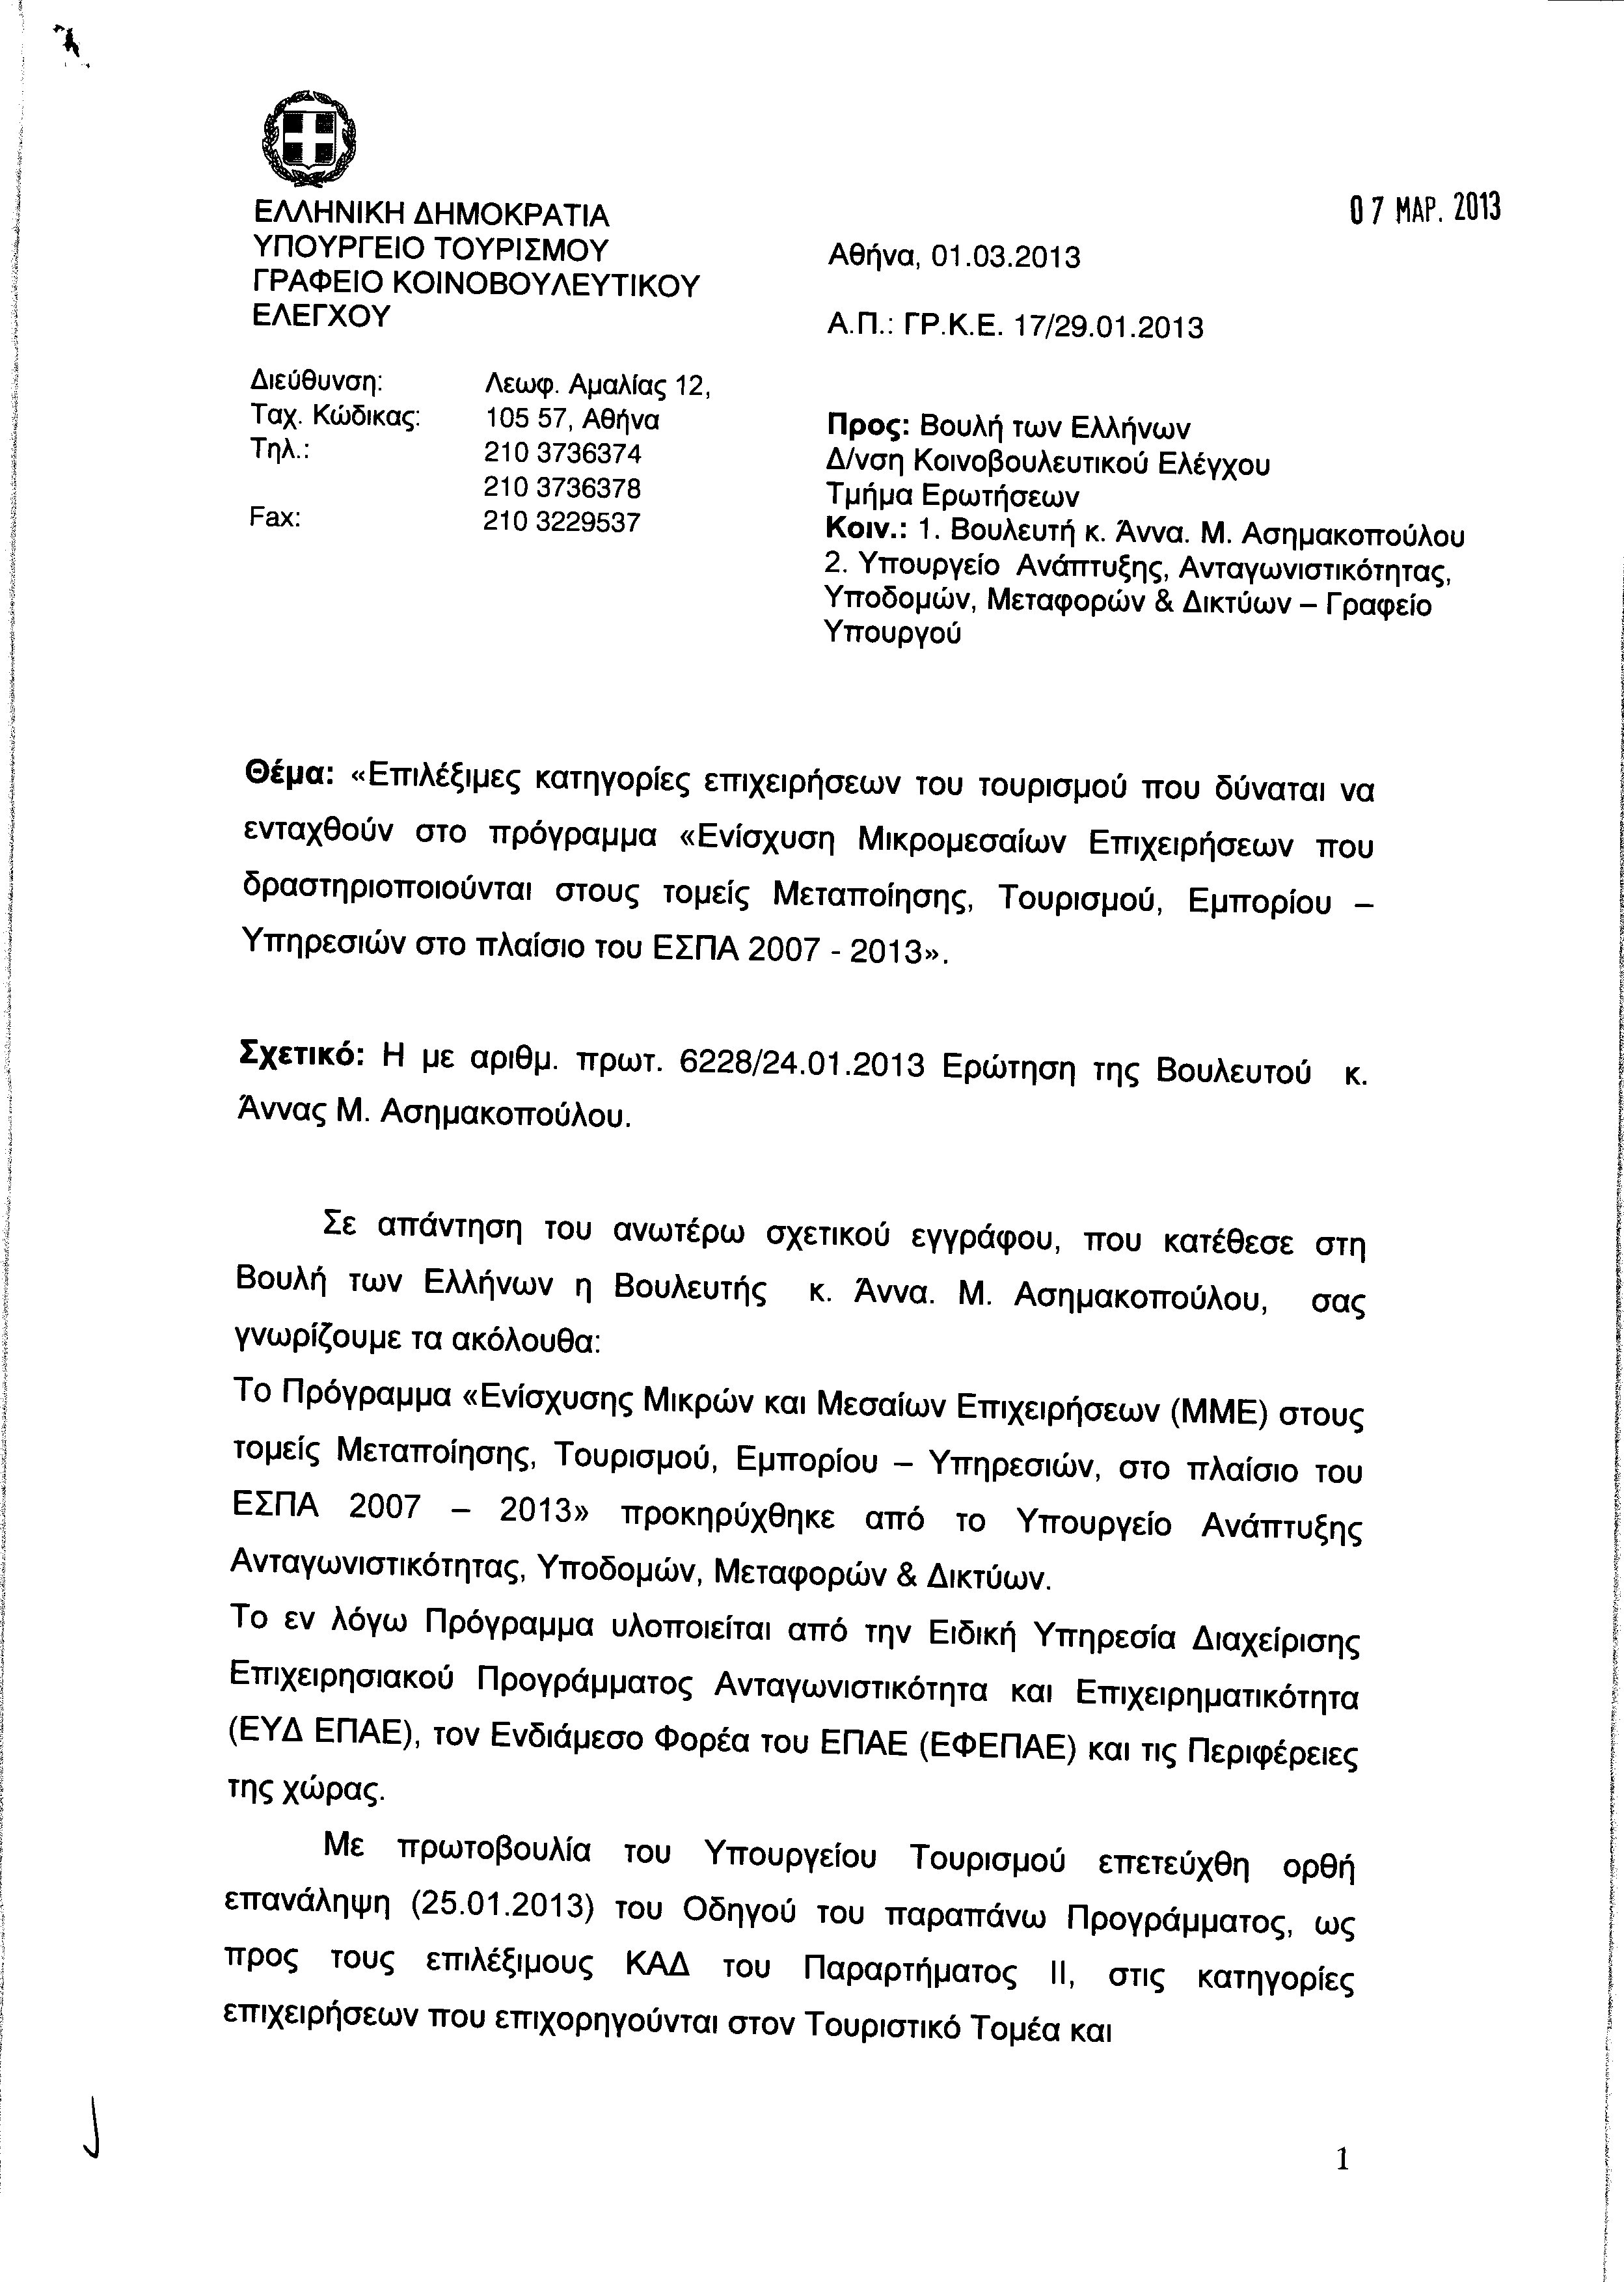 ΕΛΛΗΝΙΚΗ ΔΗΜΟΚΡΑΤΙΑ
ΥΠΟΥΡΓΕΙΟ ΤΟΥΡΙΣΜΟΥ
ΓΡΑΦΕΙΟ ΚΟΙΝΟΒΟΥΛΕΥΤΙΚΟΥ
ΕΛΕΓΧΟΥ
Διεύθυνση: Λεωφ. Αμαλίας 12,
Ταχ. Κώδικας: 105 57, Αθήνα
Τηλ.: 210 3736374
210 3736378
Fax: 210 3229537
07 ΜΑΡ. 2013
Αθήνα, 01.03.2013
Α.Π.: ΓΡ.Κ.Ε. 17/29.01.2013
Προς: Βουλή των Ελλήνων
Δ/νση Κοινοβουλευτικού Ελέγχου
Τμήμα Ερωτήσεων
Κοιν.: 1. Βουλευτή κ. Άννα. Μ. Ασημακοπούλου
2. Υπουργείο Ανάπτυξης, Ανταγωνιστικότητας,
Υποδομών, Μεταφορών & Δικτύων – Γραφείο
Υπουργού
Θέμα: «Επιλέξιμες κατηγορίες επιχειρήσεων του τουρισμού που δύναται να
ενταχθούν στο πρόγραμμα «Ενίσχυση Μικρομεσαίων Επιχειρήσεων που
δραστηριοποιούνται στους τομείς Μεταποίησης, Τουρισμού, Εμπορίου –
Υπηρεσιών στο πλαίσιο του ΕΣΠΑ 2007 - 2013».
Σχετικό: Η με αριθμ. πρωτ. 6228/24.01.2013 Ερώτηση της Βουλευτού κ.
Άννας Μ. Ασημακοπούλου.
Σε απάντηση του ανωτέρω σχετικού εγγράφου, που κατέθεσε στη
Βουλή των Ελλήνων η Βουλευτής κ. Άννα. Μ. Ασημακοπούλου, σας
γνωρίζουμε τα ακόλουθα:
Το Πρόγραμμα «Ενίσχυσης Μικρών και Μεσαίων Επιχειρήσεων (ΜΜΕ) στους
τομείς Μεταποίησης, Τουρισμού, Εμπορίου – Υπηρεσιών, στο πλαίσιο του
ΕΣΠΑ 2007 – 2013» προκηρύχθηκε από το Υπουργείο Ανάπτυξης
Ανταγωνιστικότητας, Υποδομών, Μεταφορών & Δικτύων.
Το εν λόγω Πρόγραμμα υλοποιείται από την Ειδική Υπηρεσία Διαχείρισης
Επιχειρησιακού Προγράμματος Ανταγωνιστικότητα και Επιχειρηματικότητα
(ΕΥΔ ΕΠΑΕ), τον Ενδιάμεσο Φορέα του ΕΠΑΕ (ΕΦΕΠΑΕ) και τις Περιφέρειες
της χώρας.
Με πρωτοβουλία του Υπουργείου Τουρισμού επετεύχθη ορθή
επανάληψη (25.01.2013) του Οδηγού του παραπάνω Προγράμματος, ως
προς τους επιλέξιμους ΚΑΔ του Παραρτήματος ΙΙ, στις κατηγορίες
επιχειρήσεων που επιχορηγούνται στον Τουριστικό Τομέα και
1